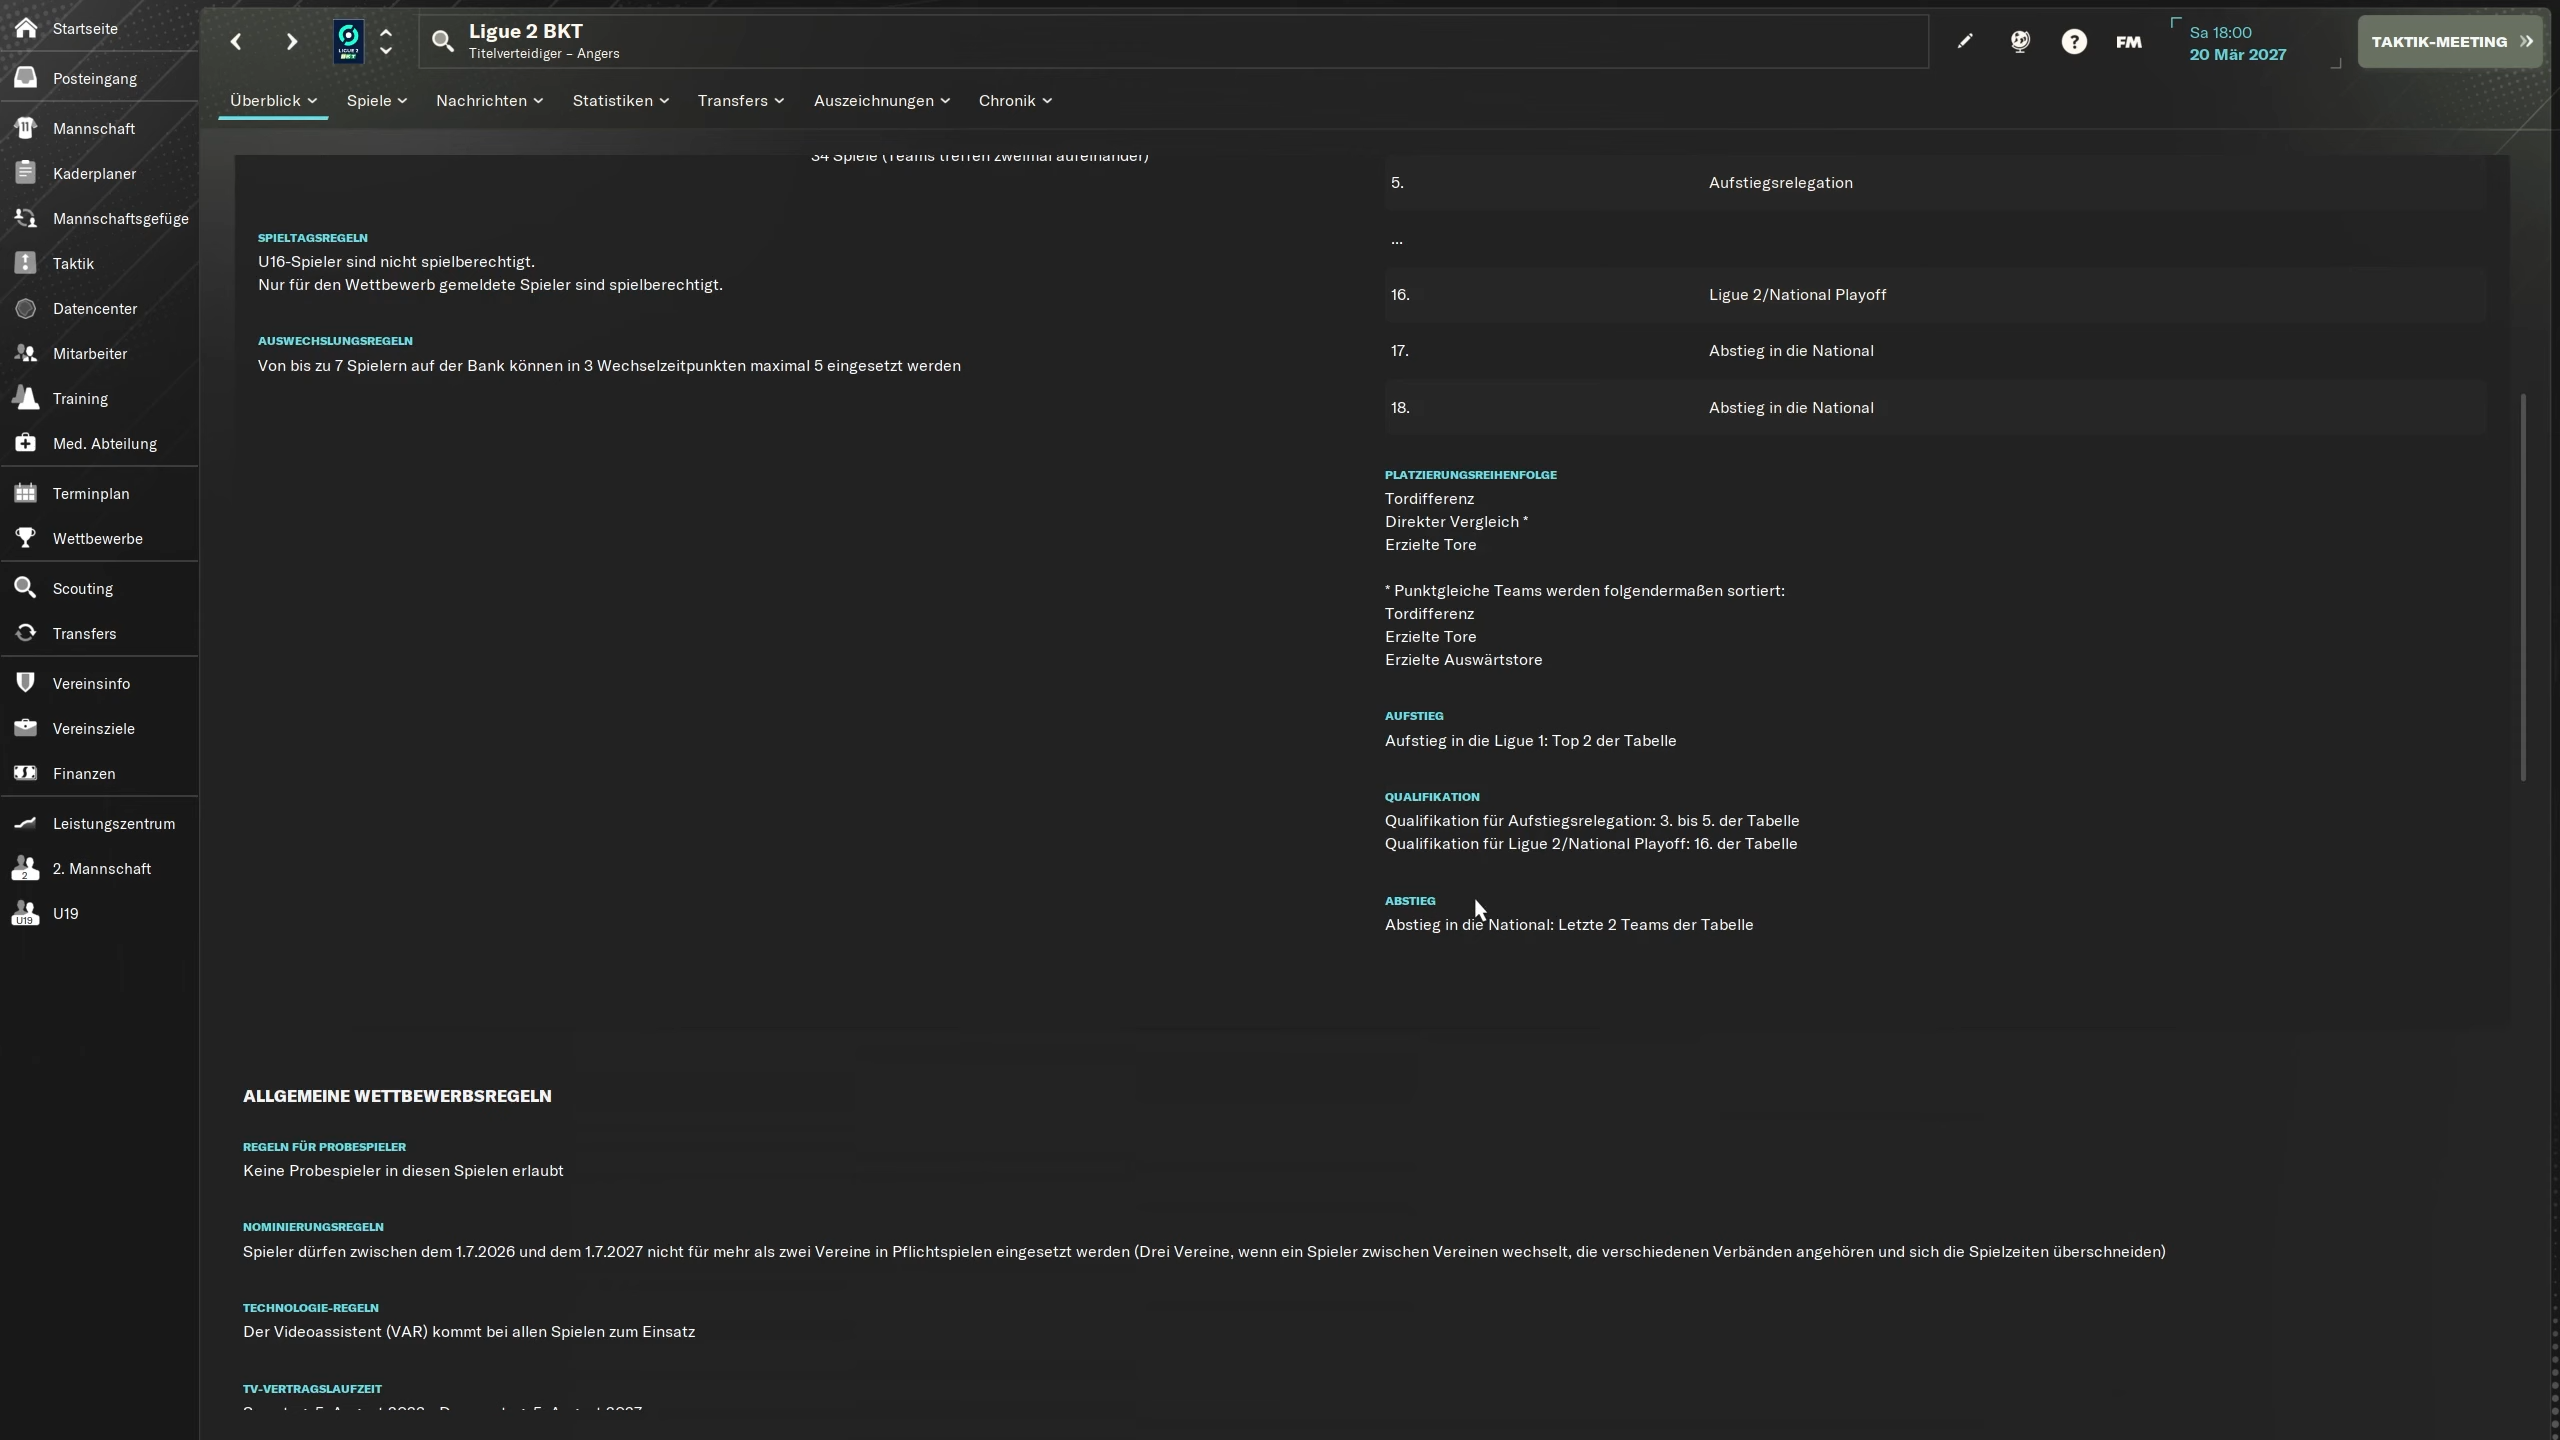 Startseite
Posteingang
Mannschaft
Kaderplaner
Mannschaftsgefüge
Taktik
Datencenter
Mitarbeiter
Training
Med. Abteilung
Terminplan
Wettbewerbe
Scouting
Transfers
Vereinsinfo
Vereinsziele
Finanzen
Leistungszentrum
2. Mannschaft
U19
Ligue 2 BKT
Titelverteidiger – Angers
FM
Sa 18:00
20 Mär 2027
TAKTIK-MEETING
Überblick
Spiele
Nachrichten
Statistiken
Transfers
Auszeichnungen
Chronik
34 Spiele (Teams treffen zweimal aufeinander)
SPIELTAGSREGELN
U16-Spieler sind nicht spielberechtigt.
Nur für den Wettbewerb gemeldete Spieler sind spielberechtigt.
AUSWECHSLUNGSREGELN
Von bis zu 7 Spielern auf der Bank können in 3 Wechselzeitpunkten maximal 5 eingesetzt werden
5. Aufstiegsrelegation
...
16. Ligue 2/National Playoff
17. Abstieg in die National
18. Abstieg in die National
PLATZIERUNGSREIHENFOLGE
Tordifferenz
Direkter Vergleich *
Erzielte Tore
* Punktgleiche Teams werden folgendermaßen sortiert:
Tordifferenz
Erzielte Tore
Erzielte Auswärtstore
AUFSTIEG
Aufstieg in die Ligue 1: Top 2 der Tabelle
QUALIFIKATION
Qualifikation für Aufstiegsrelegation: 3. bis 5. der Tabelle
Qualifikation für Ligue 2/National Playoff: 16. der Tabelle
ABSTIEG
Abstieg in die National: Letzte 2 Teams der Tabelle
ALLGEMEINE WETTBEWERBSREGELN
REGELN FÜR PROBESPIELER
Keine Probespieler in diesen Spielen erlaubt
NOMINIERUNGSREGELN
Spieler dürfen zwischen dem 1.7.2026 und dem 1.7.2027 nicht für mehr als zwei Vereine in Pflichtspielen eingesetzt werden (Drei Vereine, wenn ein Spieler zwischen Vereinen wechselt, die verschiedenen Verbänden angehören und sich die Spielzeiten überschneiden)
TECHNOLOGIE-REGELN
Der Videoassistent (VAR) kommt bei allen Spielen zum Einsatz
TV-VERTRAGSLAUFZEIT